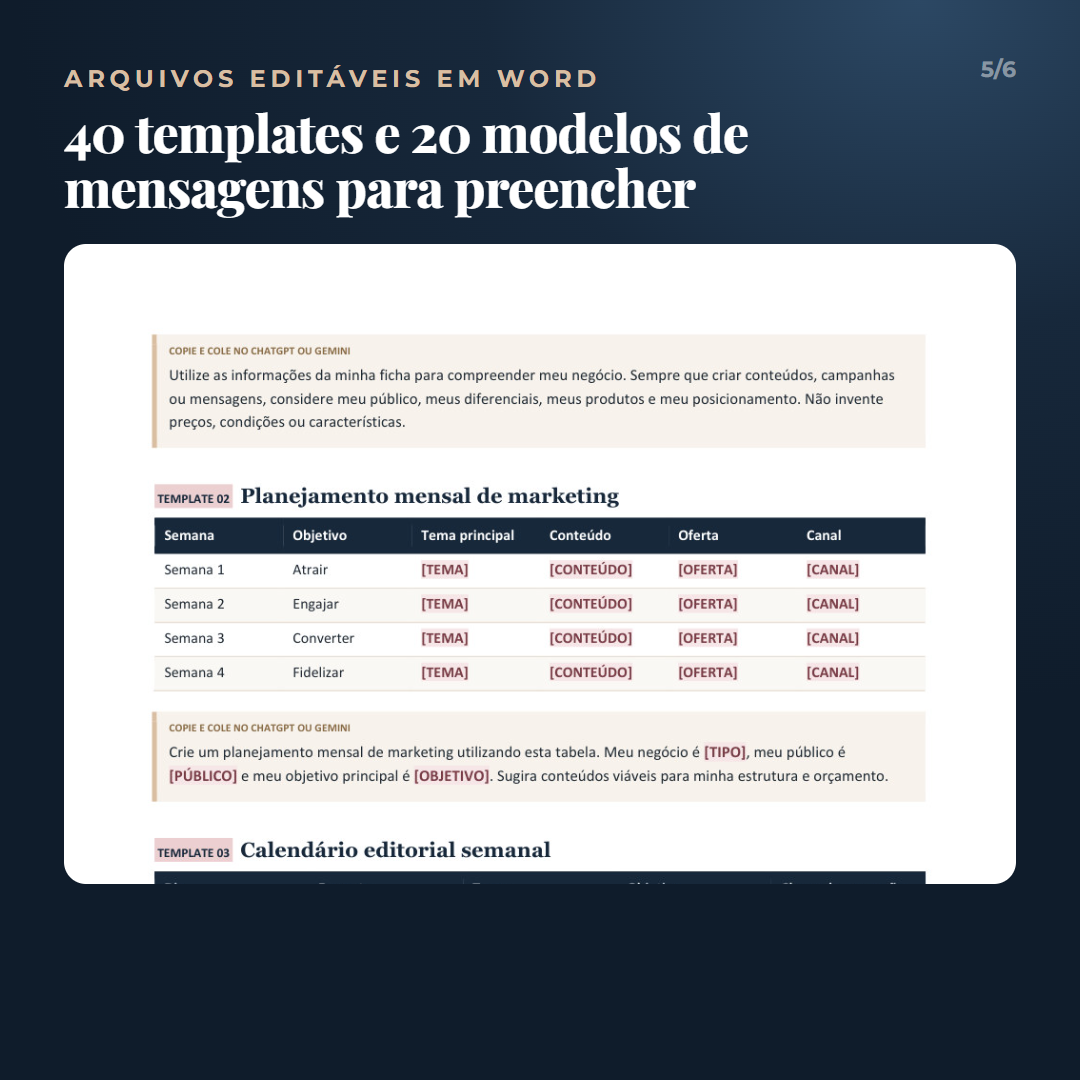 ARQUIVOS EDITÁVEIS EM WORD
5/6
40 templates e 20 modelos de
mensagens para preencher
COPIE E COLE NO CHATGPT OU GEMINI
Utilize as informações da minha ficha para compreender meu negócio. Sempre que criar conteúdos, campanhas
ou mensagens, considere meu público, meus diferenciais, meus produtos e meu posicionamento. Não invente
preços, condições ou características.
TEMPLATE 02 Planejamento mensal de marketing
Semana Objetivo Tema principal Conteúdo Oferta Canal
Semana 1 Atrair [TEMA] [CONTEÚDO] [OFERTA] [CANAL]
Semana 2 Engajar [TEMA] [CONTEÚDO] [OFERTA] [CANAL]
Semana 3 Converter [TEMA] [CONTEÚDO] [OFERTA] [CANAL]
Semana 4 Fidelizar [TEMA] [CONTEÚDO] [OFERTA] [CANAL]
COPIE E COLE NO CHATGPT OU GEMINI
Crie um planejamento mensal de marketing utilizando esta tabela. Meu negócio é [TIPO], meu público é
[PÚBLICO] e meu objetivo principal é [OBJETIVO]. Sugira conteúdos viáveis para minha estrutura e orçamento.
TEMPLATE 03 Calendário editorial semanal